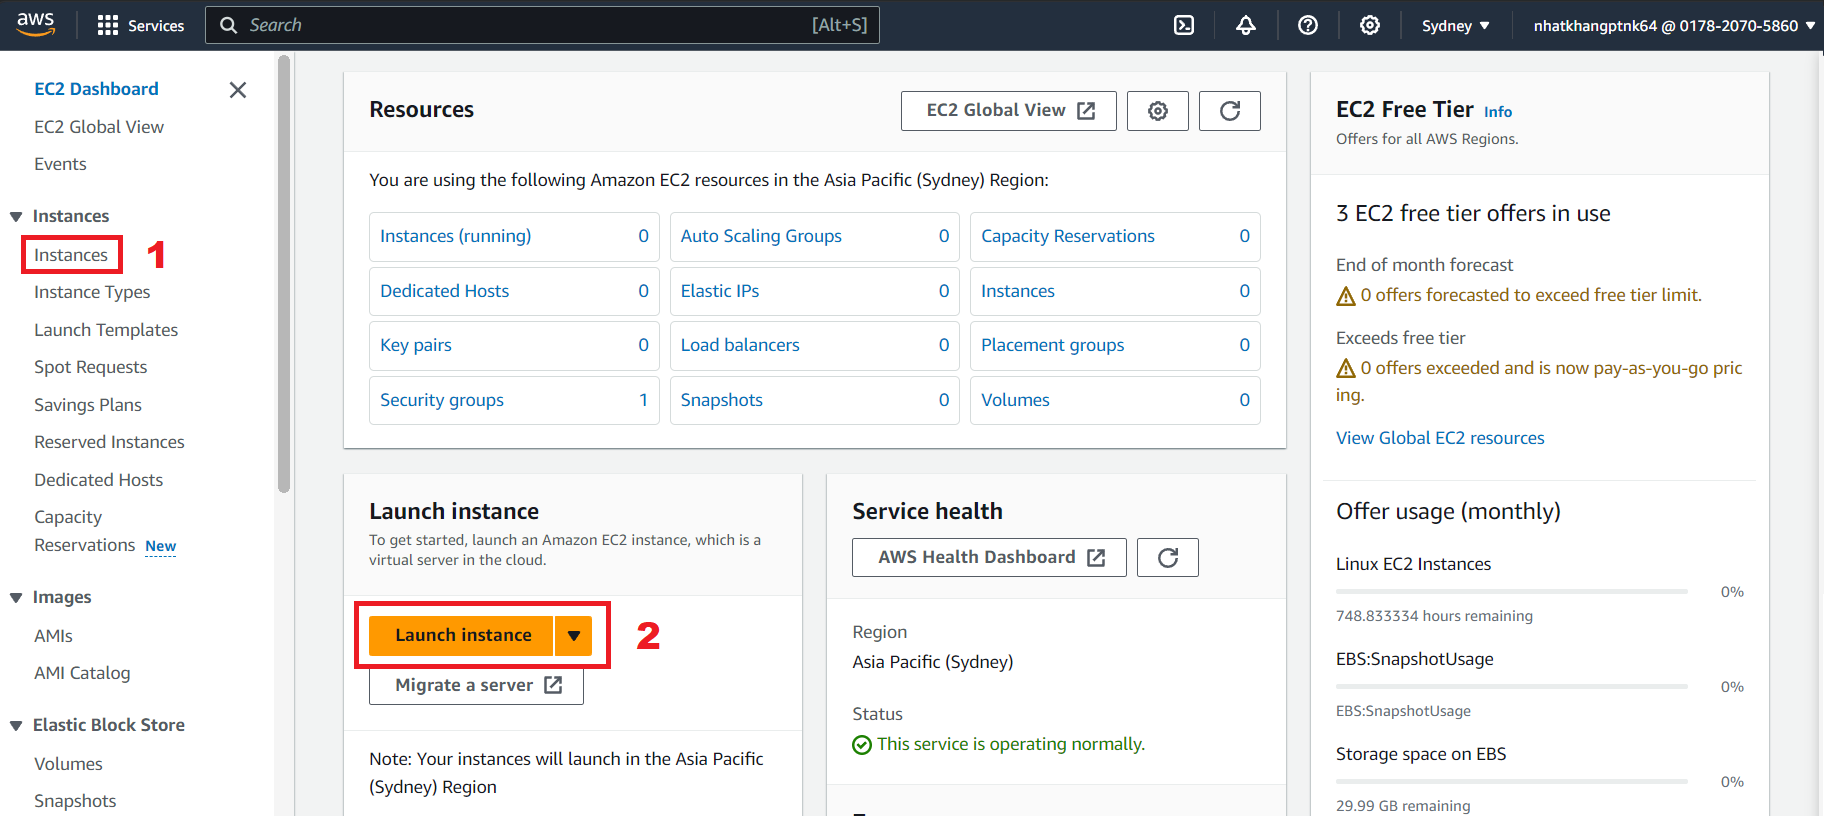 aws
Services
Search
[Alt+S]
Sydney
nhatkhangptnk64 @ 0178-2070-5860
EC2 Dashboard
EC2 Global View
Events
Instances
Instances
1
Instance Types
Launch Templates
Spot Requests
Savings Plans
Reserved Instances
Dedicated Hosts
Capacity
Reservations New
Images
AMIs
AMI Catalog
Elastic Block Store
Volumes
Snapshots
Resources
EC2 Global View
You are using the following Amazon EC2 resources in the Asia Pacific (Sydney) Region:
Instances (running) 0
Auto Scaling Groups 0
Capacity Reservations 0
Dedicated Hosts 0
Elastic IPs 0
Instances 0
Key pairs 0
Load balancers 0
Placement groups 0
Security groups 1
Snapshots 0
Volumes 0
Launch instance
To get started, launch an Amazon EC2 instance, which is a
virtual server in the cloud.
Launch instance
2
Migrate a server
Note: Your instances will launch in the Asia Pacific
(Sydney) Region
Service health
AWS Health Dashboard
Region
Asia Pacific (Sydney)
Status
This service is operating normally.
EC2 Free Tier Info
Offers for all AWS Regions.
3 EC2 free tier offers in use
End of month forecast
0 offers forecasted to exceed free tier limit.
Exceeds free tier
0 offers exceeded and is now pay-as-you-go pric
ing.
View Global EC2 resources
Offer usage (monthly)
Linux EC2 Instances
0%
748.833334 hours remaining
EBS:SnapshotUsage
0%
EBS:SnapshotUsage
Storage space on EBS
0%
29.99 GB remaining